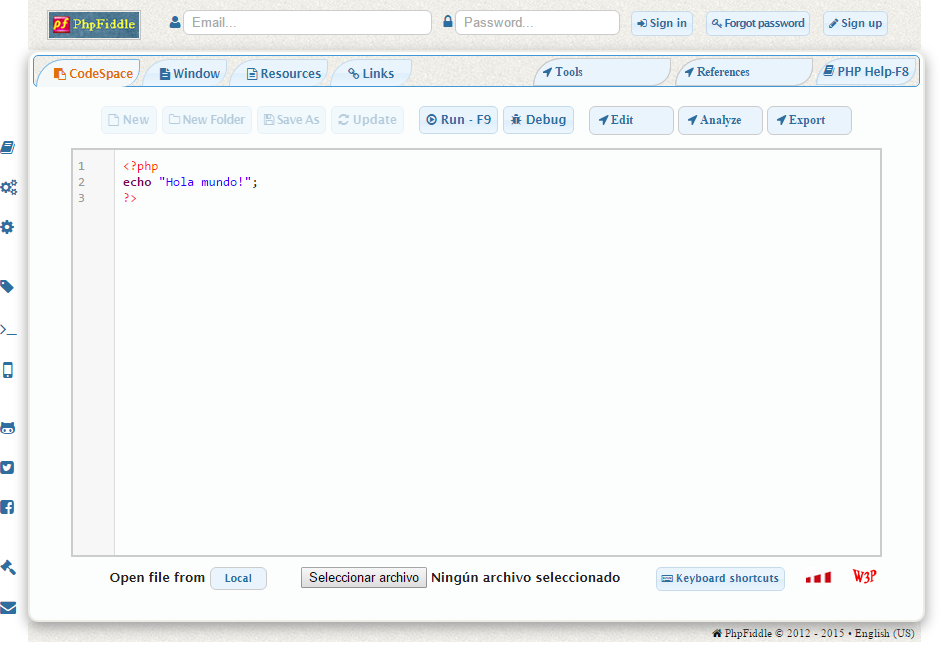 pf PhpFiddle Email... Password... Sign in Forgot password Sign up
CodeSpace Window Resources Links Tools References PHP Help-F8
New New Folder Save As Update Run - F9 Debug Edit Analyze Export
1 <?php
2 echo "Hola mundo!";
3 ?>
Open file from Local Seleccionar archivo Ningún archivo seleccionado Keyboard shortcuts W3P
PhpFiddle © 2012 - 2015 • English (US)